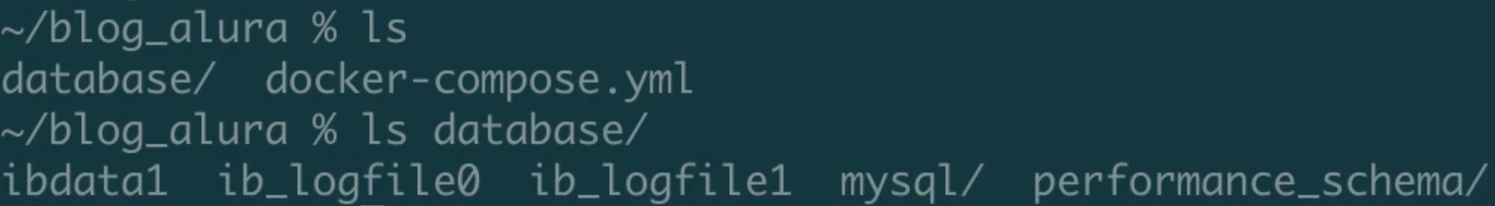 ~/blog_alura % ls
database/  docker-compose.yml
~/blog_alura % ls database/
ibdata1  ib_logfile0  ib_logfile1  mysql/  performance_schema/